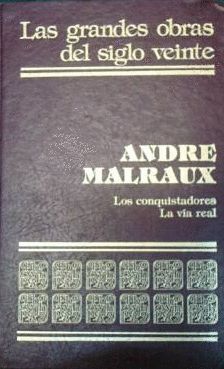 Las grandes obras
del siglo veinte
ANDRE
MALRAUX
Los conquistadores
La vía real